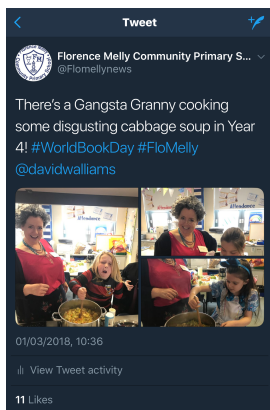 Tweet
Florence Melly Community Primary S...
@Flomellynews
There's a Gangsta Granny cooking
some disgusting cabbage soup in Year
4! #WorldBookDay #FloMelly
@davidwalliams
01/03/2018, 10:36
View Tweet activity
11 Likes